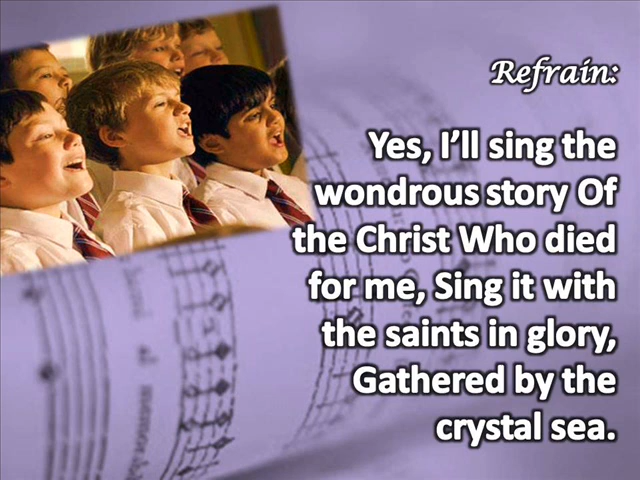 Refrain:
Yes, I’ll sing the
wondrous story Of
the Christ Who died
for me, Sing it with
the saints in glory,
Gathered by the
crystal sea.